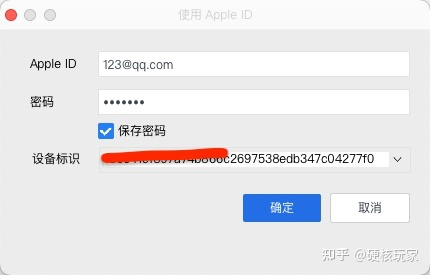 使用 Apple ID
Apple ID
123@qq.com
密码
•••••••
保存密码
设备标识
c2697538edb347c04277f0
确定
取消
知乎 @硬核玩家